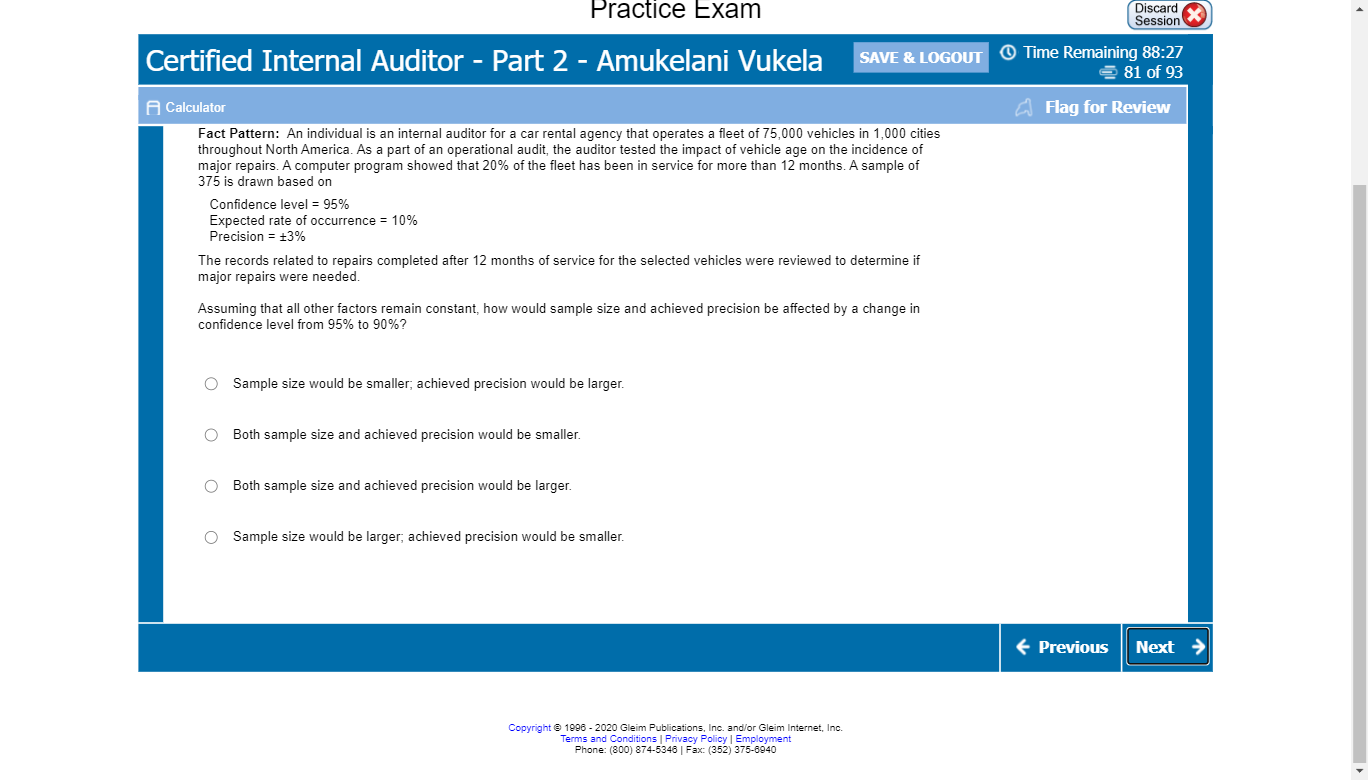 Practice Exam
Discard
Session
Certified Internal Auditor - Part 2 - Amukelani Vukela
SAVE & LOGOUT
Time Remaining 88:27
81 of 93
Calculator
Flag for Review
Fact Pattern: An individual is an internal auditor for a car rental agency that operates a fleet of 75,000 vehicles in 1,000 cities
throughout North America. As a part of an operational audit, the auditor tested the impact of vehicle age on the incidence of
major repairs. A computer program showed that 20% of the fleet has been in service for more than 12 months. A sample of
375 is drawn based on
Confidence level = 95%
Expected rate of occurrence = 10%
Precision = ±3%
The records related to repairs completed after 12 months of service for the selected vehicles were reviewed to determine if
major repairs were needed.
Assuming that all other factors remain constant, how would sample size and achieved precision be affected by a change in
confidence level from 95% to 90%?
Sample size would be smaller; achieved precision would be larger.
Both sample size and achieved precision would be smaller.
Both sample size and achieved precision would be larger.
Sample size would be larger; achieved precision would be smaller.
Previous
Next
Copyright © 1996 - 2020 Gleim Publications, Inc. and/or Gleim Internet, Inc.
Terms and Conditions | Privacy Policy | Employment
Phone: (800) 874-5346 | Fax: (352) 375-6940